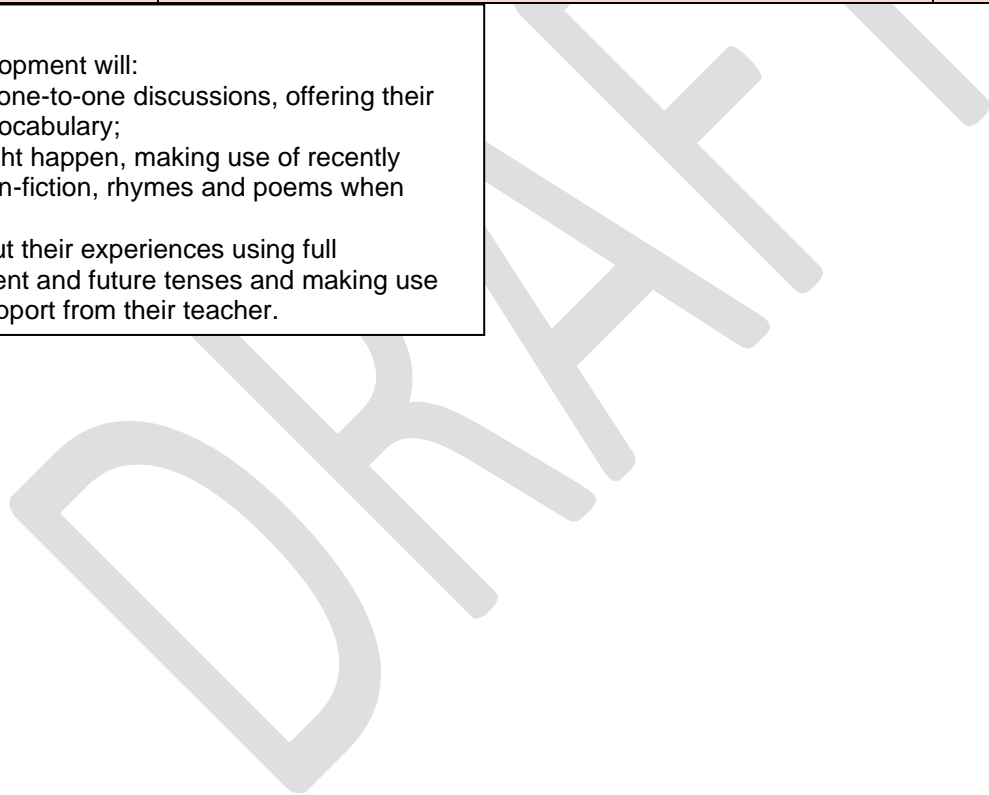 opment will:
one-to-one discussions, offering their
ocabulary;
ht happen, making use of recently
n-fiction, rhymes and poems when
ut their experiences using full
ent and future tenses and making use
pport from their teacher.
DRAFT